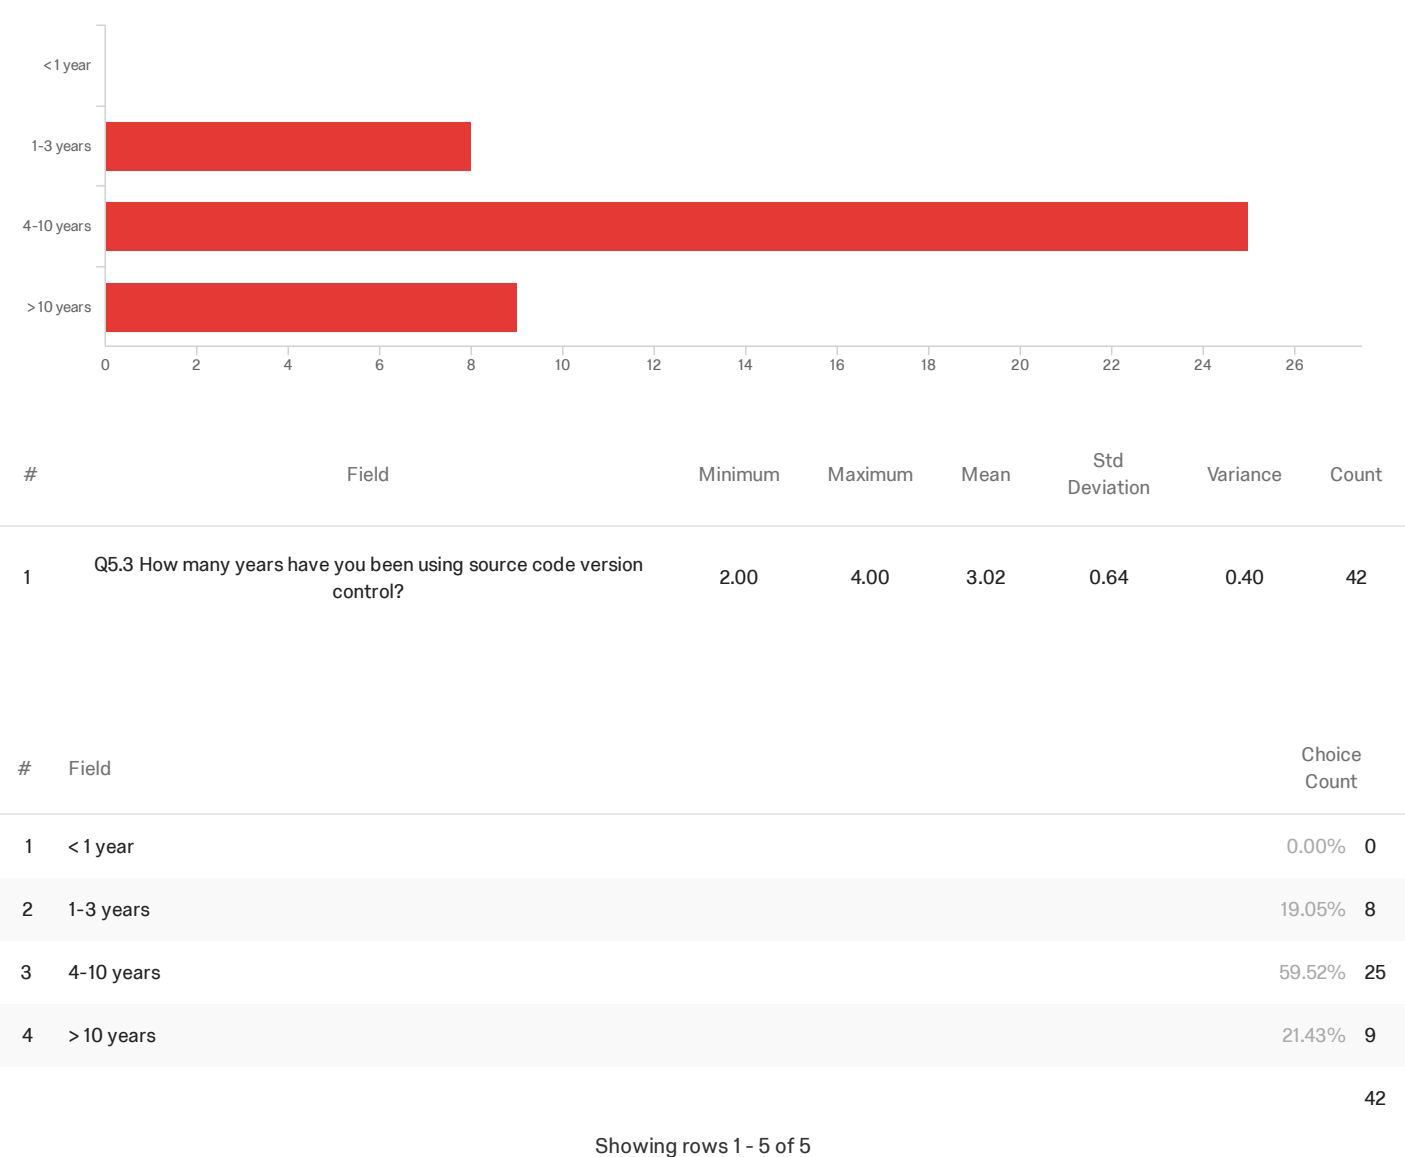 < 1 year
1-3 years
4-10 years
> 10 years
0 2 4 6 8 10 12 14 16 18 20 22 24 26
# Field Minimum Maximum Mean Std Deviation Variance Count
1 Q5.3 How many years have you been using source code version control? 2.00 4.00 3.02 0.64 0.40 42
# Field Choice Count
1 < 1 year 0.00% 0
2 1-3 years 19.05% 8
3 4-10 years 59.52% 25
4 > 10 years 21.43% 9
42
Showing rows 1 - 5 of 5